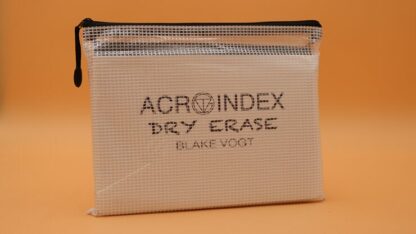 ACROINDEX
DRY ERASE
BLAKE VOGT